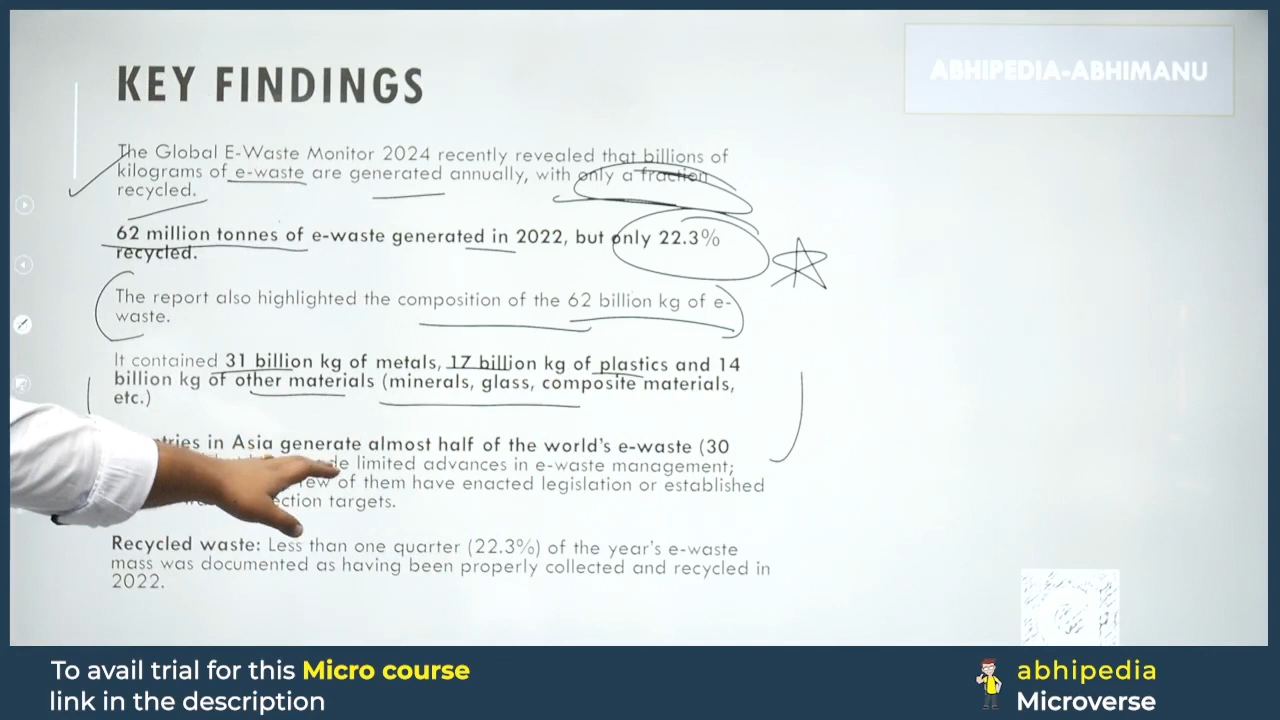 KEY FINDINGS
ABHIPEDIA-ABHIMANU
The Global E-Waste Monitor 2024 recently revealed that billions of
kilograms of e-waste are generated annually, with only a fraction
recycled.
62 million tonnes of e-waste generated in 2022, but only 22.3%
recycled.
The report also highlighted the composition of the 62 billion kg of e-
waste.
It contained 31 billion kg of metals, 17 billion kg of plastics and 14
billion kg of other materials (minerals, glass, composite materials,
etc.)
in Asia generate almost half of the world's e-waste (30
limited advances in e-waste management;
of them have enacted legislation or established
targets.
Recycled waste: Less than one quarter (22.3%) of the year's e-waste
mass was documented as having been properly collected and recycled in
2022.
To avail trial for this Micro course
link in the description
abhipedia
Microverse